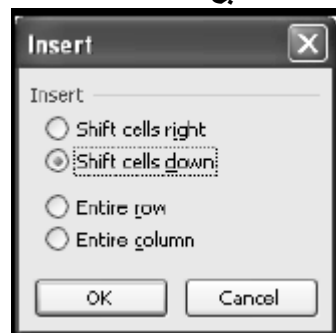 Insert
Insert
Shift cells right
Shift cells down
Entire row
Entire column
OK
Cancel